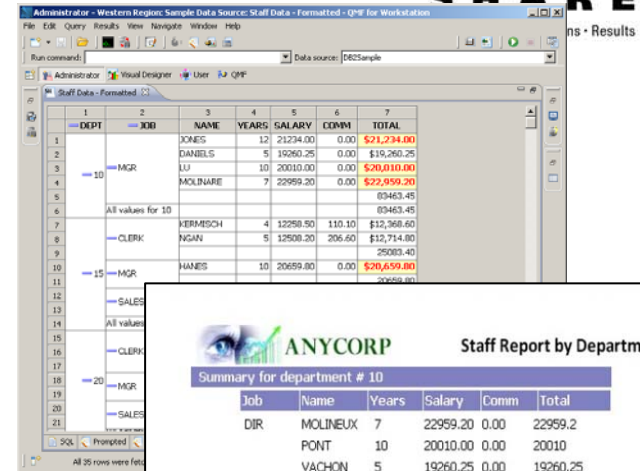 SHARE
Administrator - Western Region: Sample Data Source: Staff Data - Formatted - QMF for Workstation
File Edit Query Results View Navigate Window Help
ns • Results
Run command: Data source: DB2Sample
Administrator Visual Designer User QMF
Staff Data - Formatted
1 2 3 4 5 6 7
DEPT JOB NAME YEARS SALARY COMM TOTAL
1 JONES 12 21234.00 0.00 $21,234.00
2 DANIELS 5 19260.25 0.00 $19,260.25
3 10 MGR LU 10 20010.00 0.00 $20,010.00
4 MOLINARE 7 22959.20 0.00 $22,959.20
5 83463.45
6 All values for 10 83463.45
7 KERMISCH 4 12258.50 110.10 $12,368.60
8 CLERK NGAN 5 12508.20 206.60 $12,714.80
9 25083.40
10 15 MGR HANES 10 20659.80 0.00 $20,659.80
11 20659.80
12 SALES
13
14 All values
15
16 CLERK
17
18 20 MGR
19
20 SALES
21
SQL Prompted
All 35 rows were fetc
ANYCORP Staff Report by Departm
Summary for department # 10
Job Name Years Salary Comm Total
DIR MOLINEUX 7 22959.20 0.00 22959.2
PONT 10 20010.00 0.00 20010
VACHON 5 19260.25 0.00 19260.25